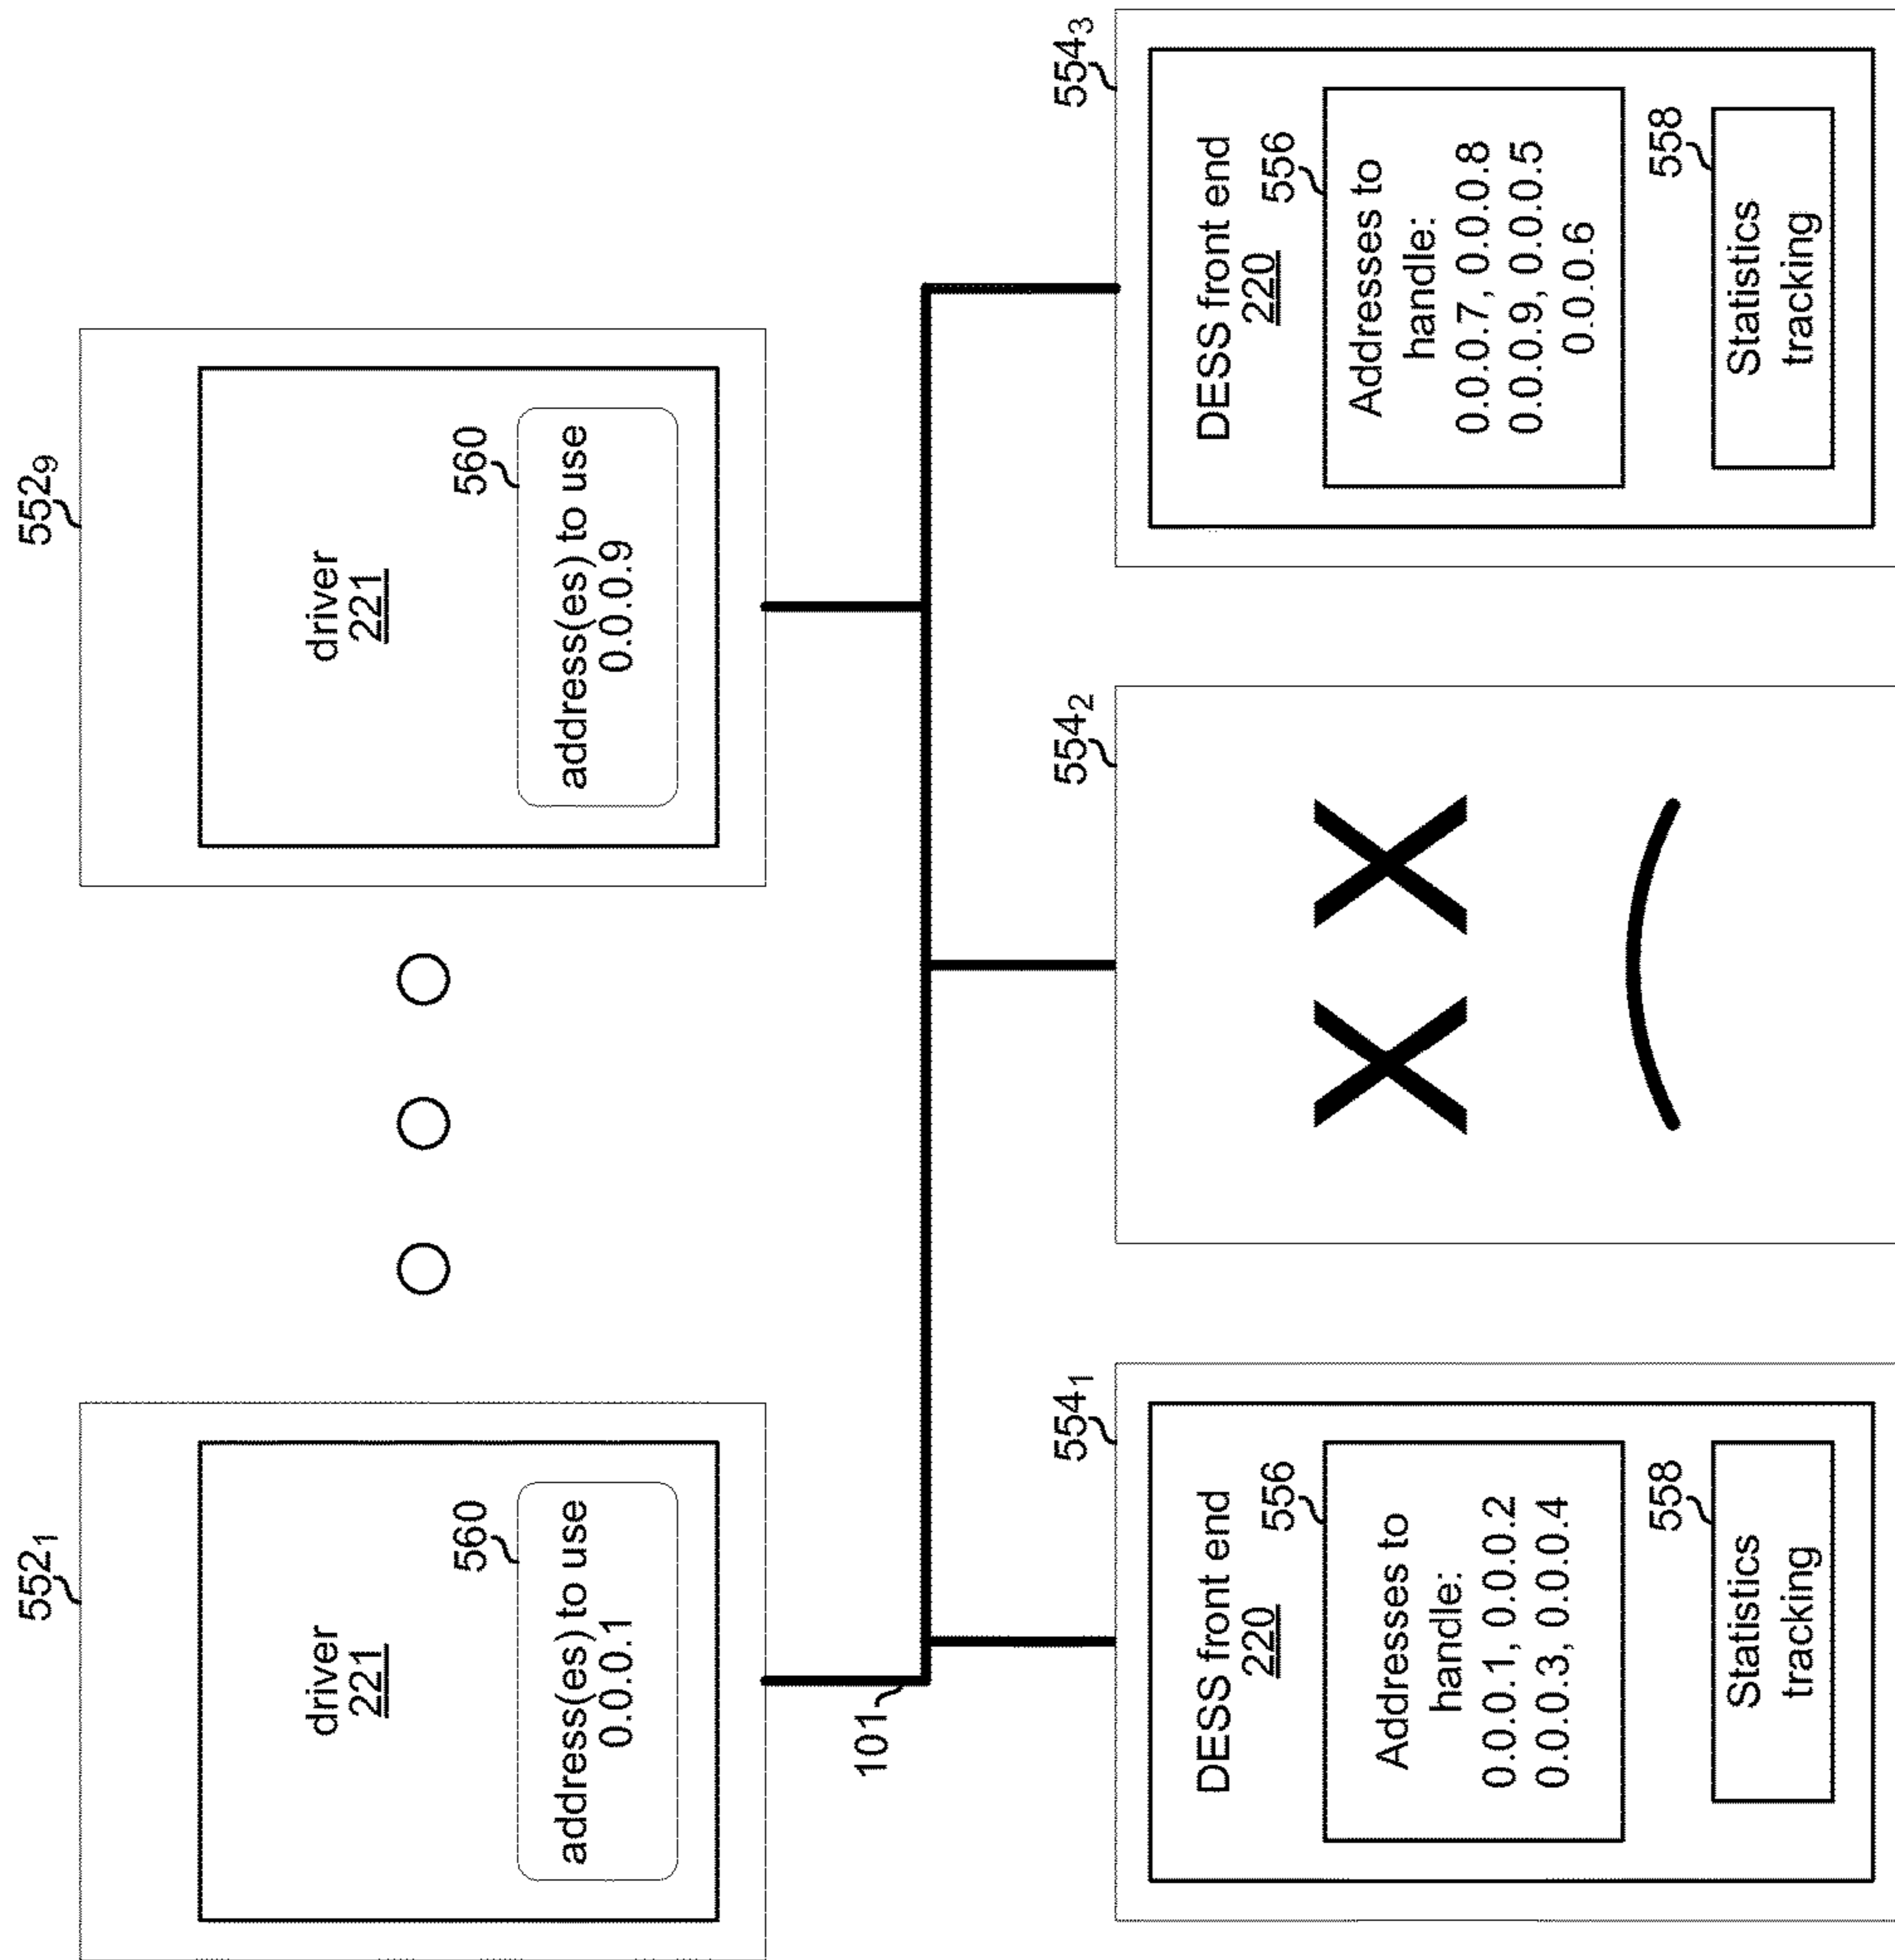 552₁
driver
221
560
address(es) to use
0.0.0.1
552₉
driver
221
560
address(es) to use
0.0.0.9
101
554₁
DESS front end
220
556
Addresses to
handle:
0.0.0.1, 0.0.0.2
0.0.0.3, 0.0.0.4
558
Statistics
tracking
554₂
554₃
DESS front end
220
556
Addresses to
handle:
0.0.0.7, 0.0.0.8
0.0.0.9, 0.0.0.5
0.0.0.6
558
Statistics
tracking